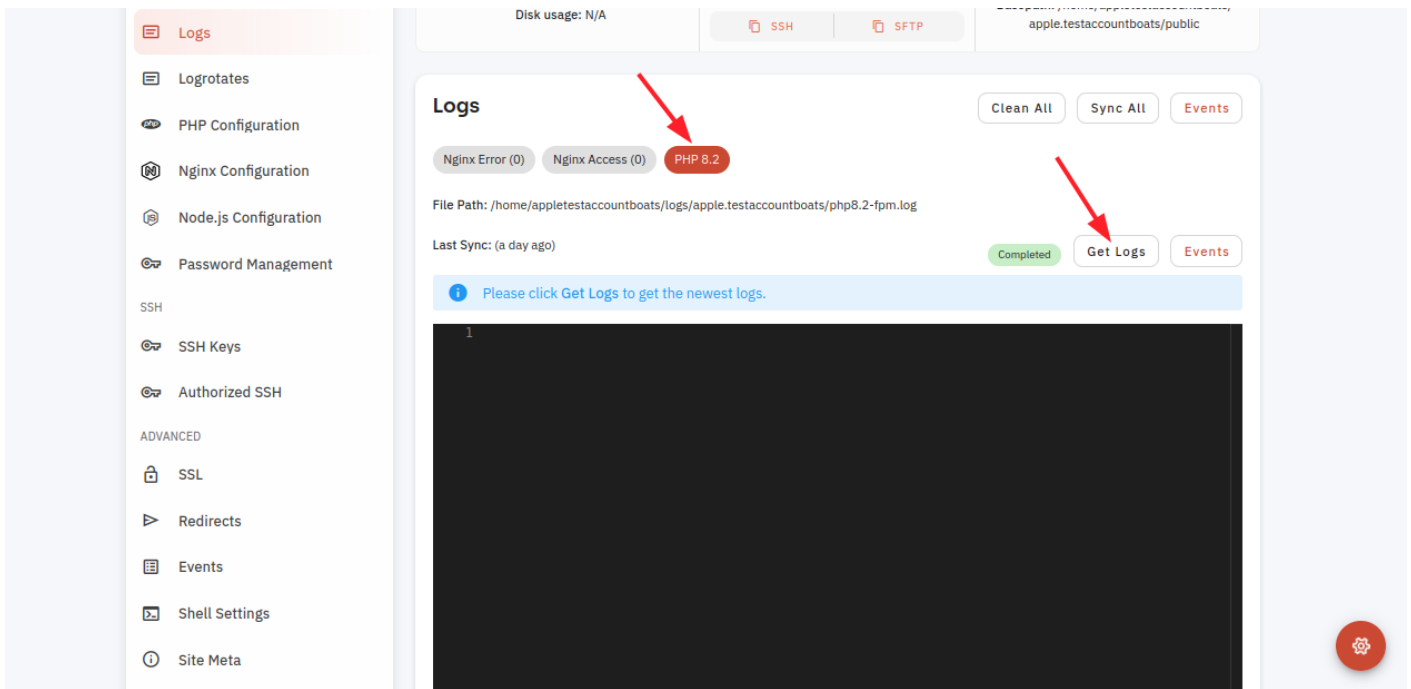 Logs
Logrotates
PHP Configuration
Nginx Configuration
Node.js Configuration
Password Management
SSH
SSH Keys
Authorized SSH
ADVANCED
SSL
Redirects
Events
Shell Settings
Site Meta
Disk usage: N/A
SSH
SFTP
apple.testaccountboats/public
Logs
Clean All
Sync All
Events
Nginx Error (0)
Nginx Access (0)
PHP 8.2
File Path: /home/appletestaccountboats/logs/apple.testaccountboats/php8.2-fpm.log
Last Sync: (a day ago)
Completed
Get Logs
Events
Please click Get Logs to get the newest logs.
1